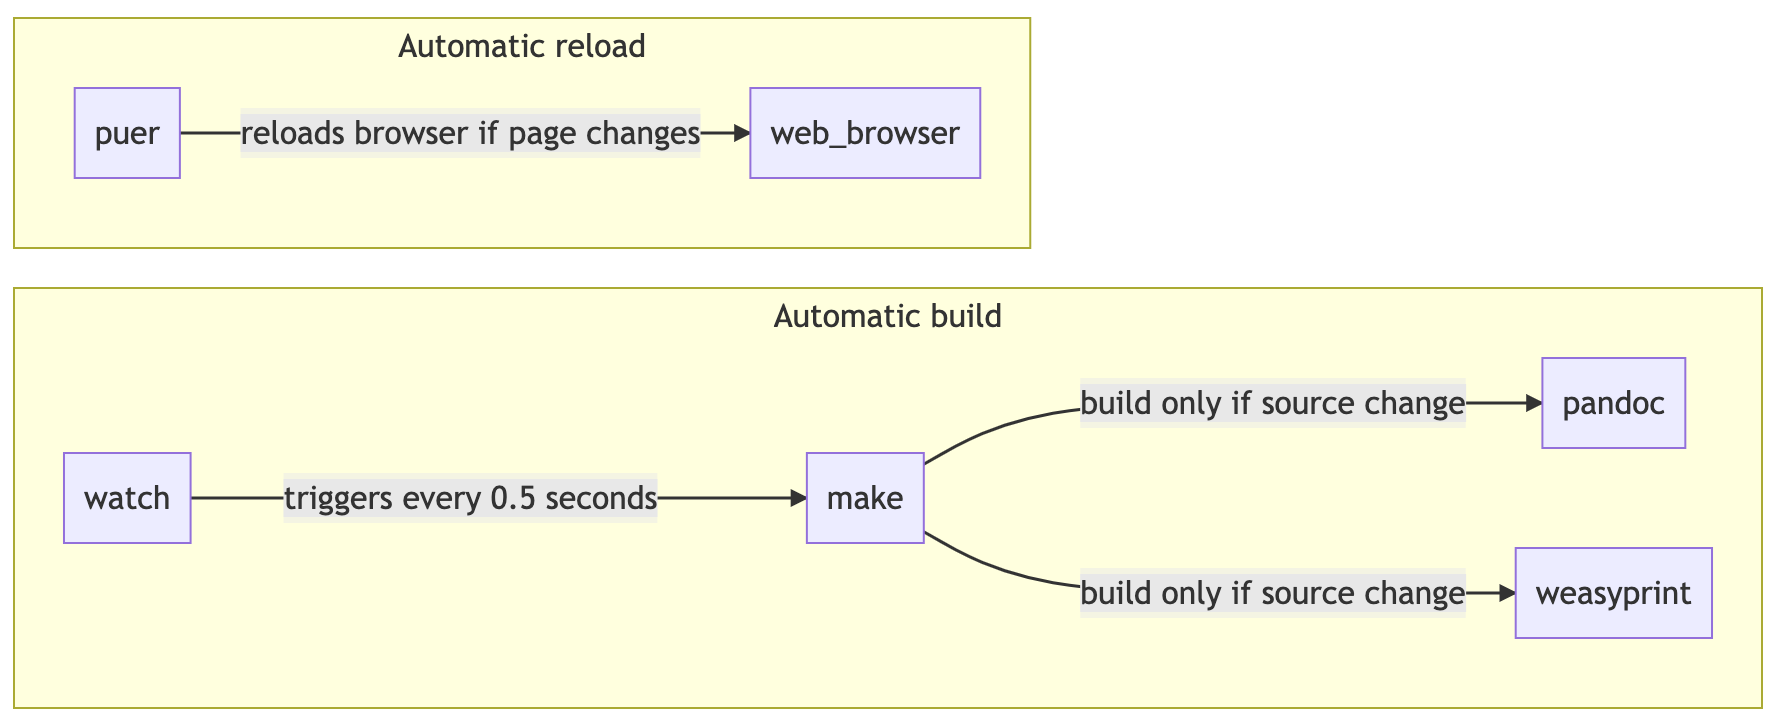 Automatic reload
puer
reloads browser if page changes
web_browser
Automatic build
watch
triggers every 0.5 seconds
make
build only if source change
pandoc
build only if source change
weasyprint